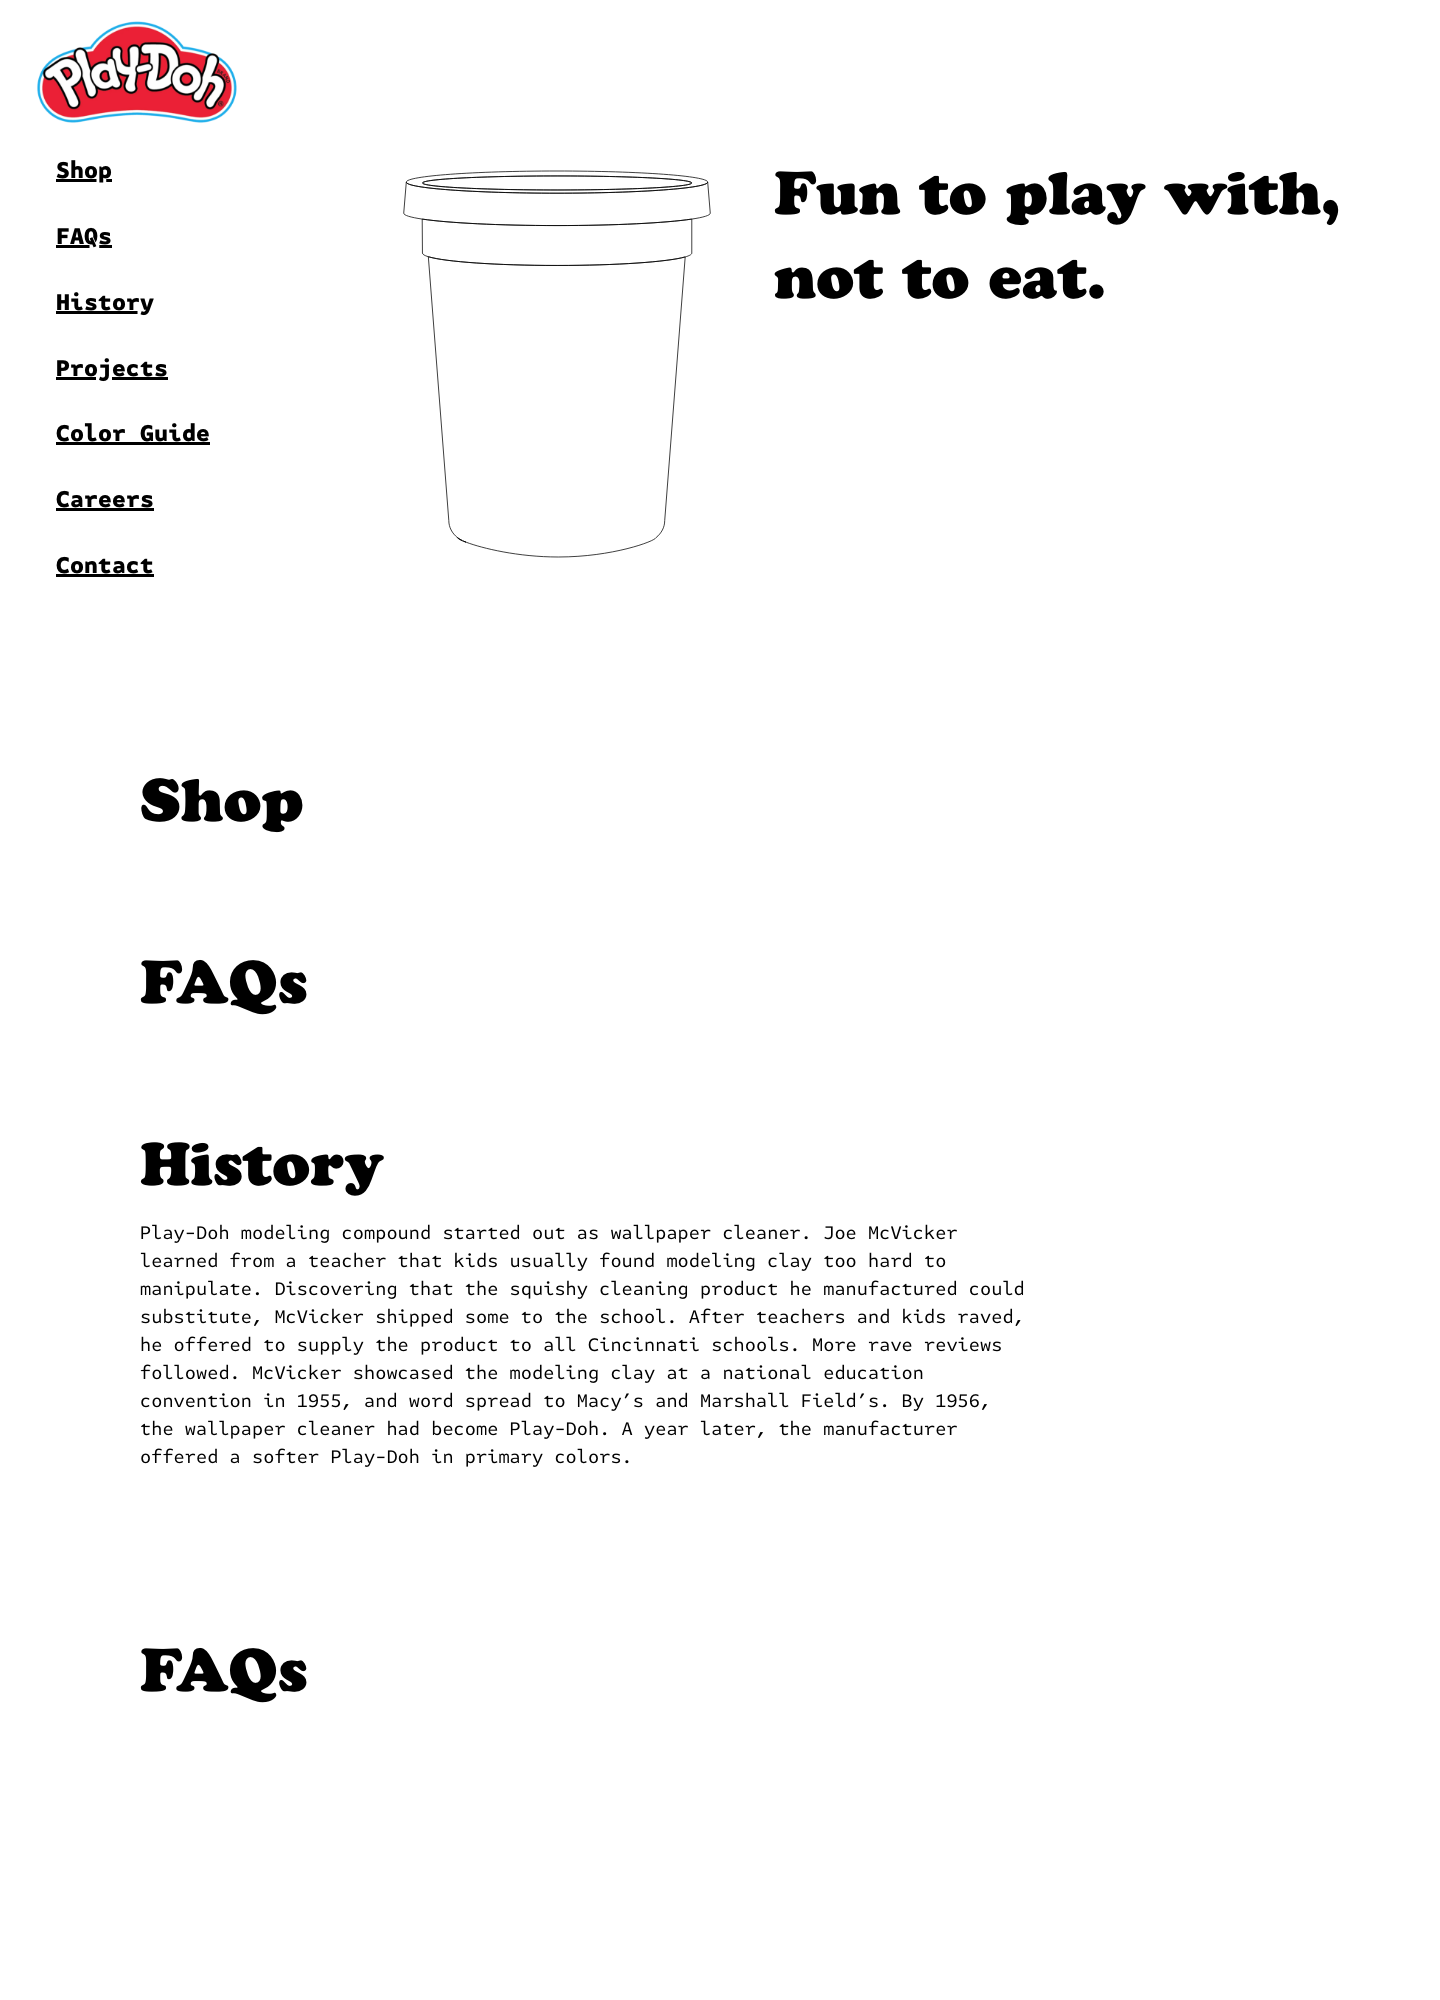 Play-Doh
Shop
FAQs
History
Projects
Color Guide
Careers
Contact
Fun to play with,
not to eat.
Shop
FAQs
History
Play-Doh modeling compound started out as wallpaper cleaner. Joe McVicker
learned from a teacher that kids usually found modeling clay too hard to
manipulate. Discovering that the squishy cleaning product he manufactured could
substitute, McVicker shipped some to the school. After teachers and kids raved,
he offered to supply the product to all Cincinnati schools. More rave reviews
followed. McVicker showcased the modeling clay at a national education
convention in 1955, and word spread to Macy’s and Marshall Field’s. By 1956,
the wallpaper cleaner had become Play-Doh. A year later, the manufacturer
offered a softer Play-Doh in primary colors.
FAQs